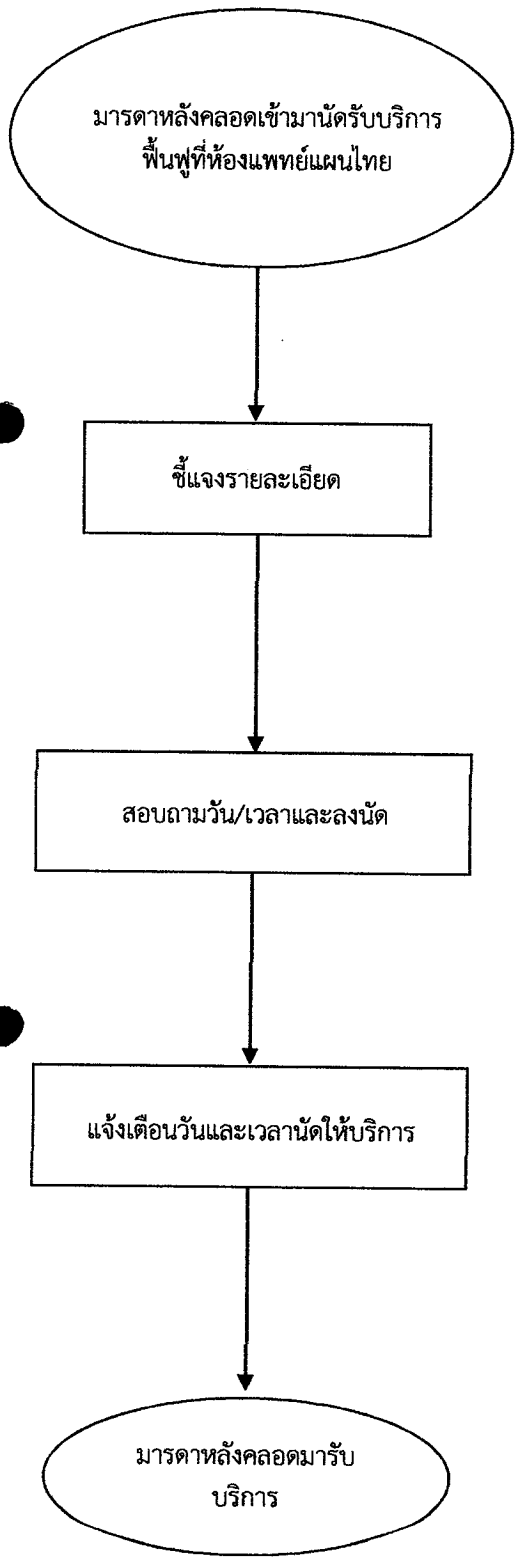 มารดาหลังคลอดเข้ามานัดรับบริการ
ฟื้นฟูที่ห้องแพทย์แผนไทย
ชี้แจงรายละเอียด
สอบถามวัน/เวลาและลงนัด
แจ้งเตือนวันและเวลานัดให้บริการ
มารดาหลังคลอดมารับ
บริการ